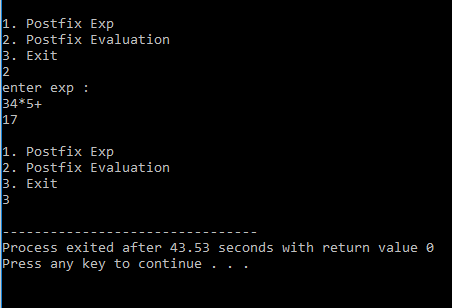 1. Postfix Exp
2. Postfix Evaluation
3. Exit
2
enter exp :
34*5+
17
1. Postfix Exp
2. Postfix Evaluation
3. Exit
3
--------------------------------
Process exited after 43.53 seconds with return value 0
Press any key to continue . . .